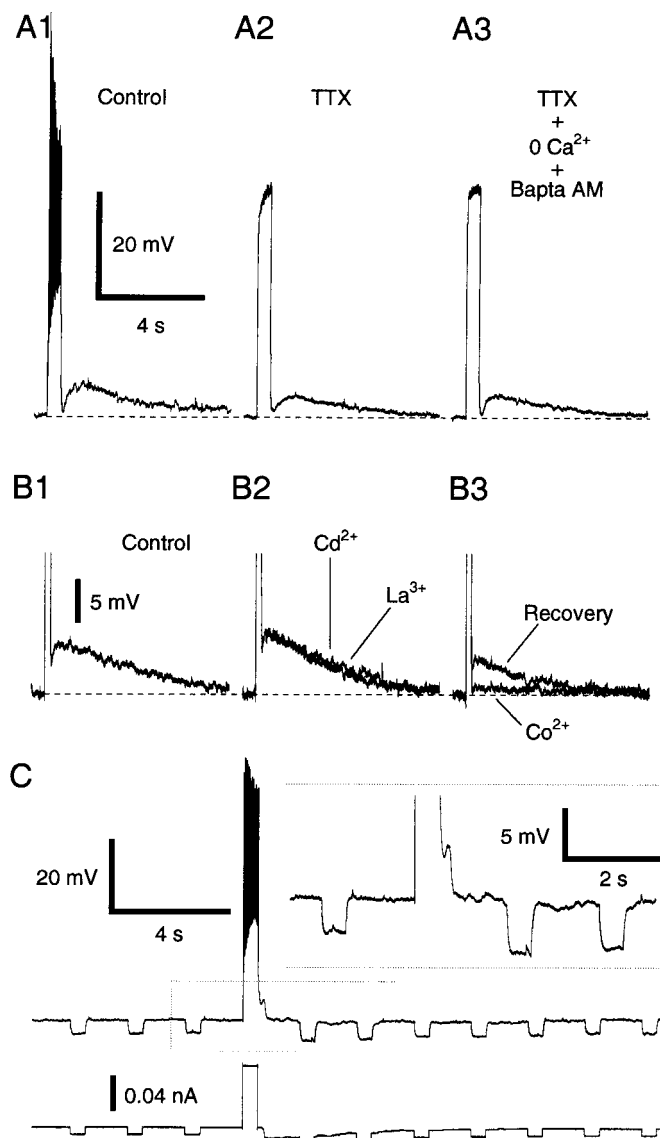 A1
A2
A3
Control
TTX
TTX
+
0 Ca²⁺
+
Bapta AM
20 mV
4 s
B1
B2
B3
Control
Cd²⁺
La³⁺
5 mV
Recovery
Co²⁺
C
20 mV
4 s
5 mV
2 s
0.04 nA